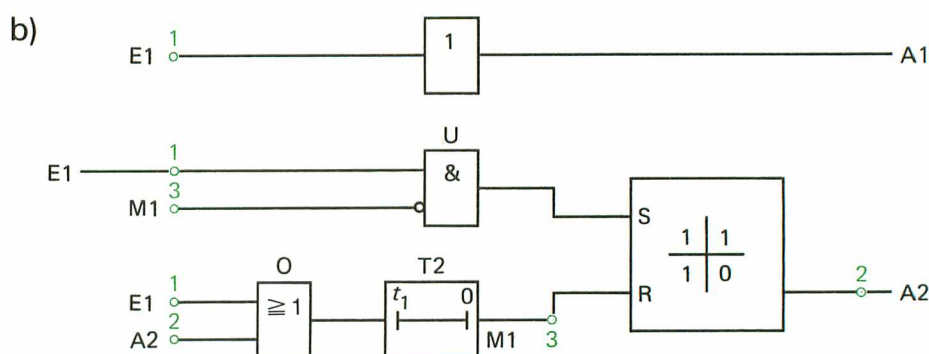 b)
E1 1 1 A1
U
E1 1 &
3
M1
S
1 1
1 0
O T2
E1 1 ≧ 1 t1 0 R 2 A2
A2 2 M1 3